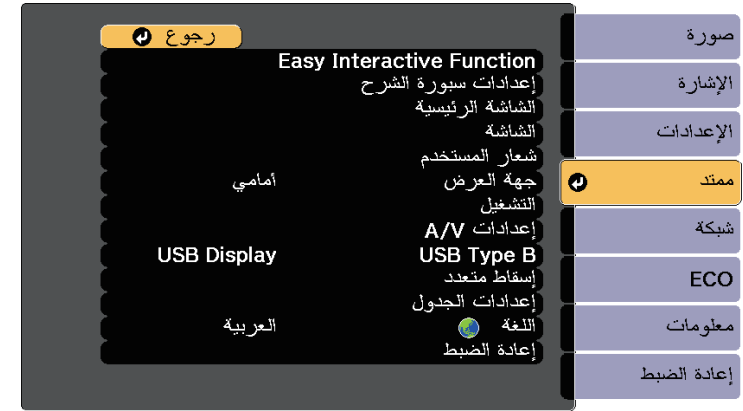 صورة
الإشارة
الإعدادات
ممتد
شبكة
ECO
معلومات
إعادة الضبط
رجوع
Easy Interactive Function
إعدادات سبورة الشرح
الشاشة الرئيسية
الشاشة
شعار المستخدم
جهة العرض أمامي
التشغيل
إعدادات A/V
USB Type B USB Display
إسقاط متعدد
إعدادات الجدول
اللغة العربية
إعادة الضبط